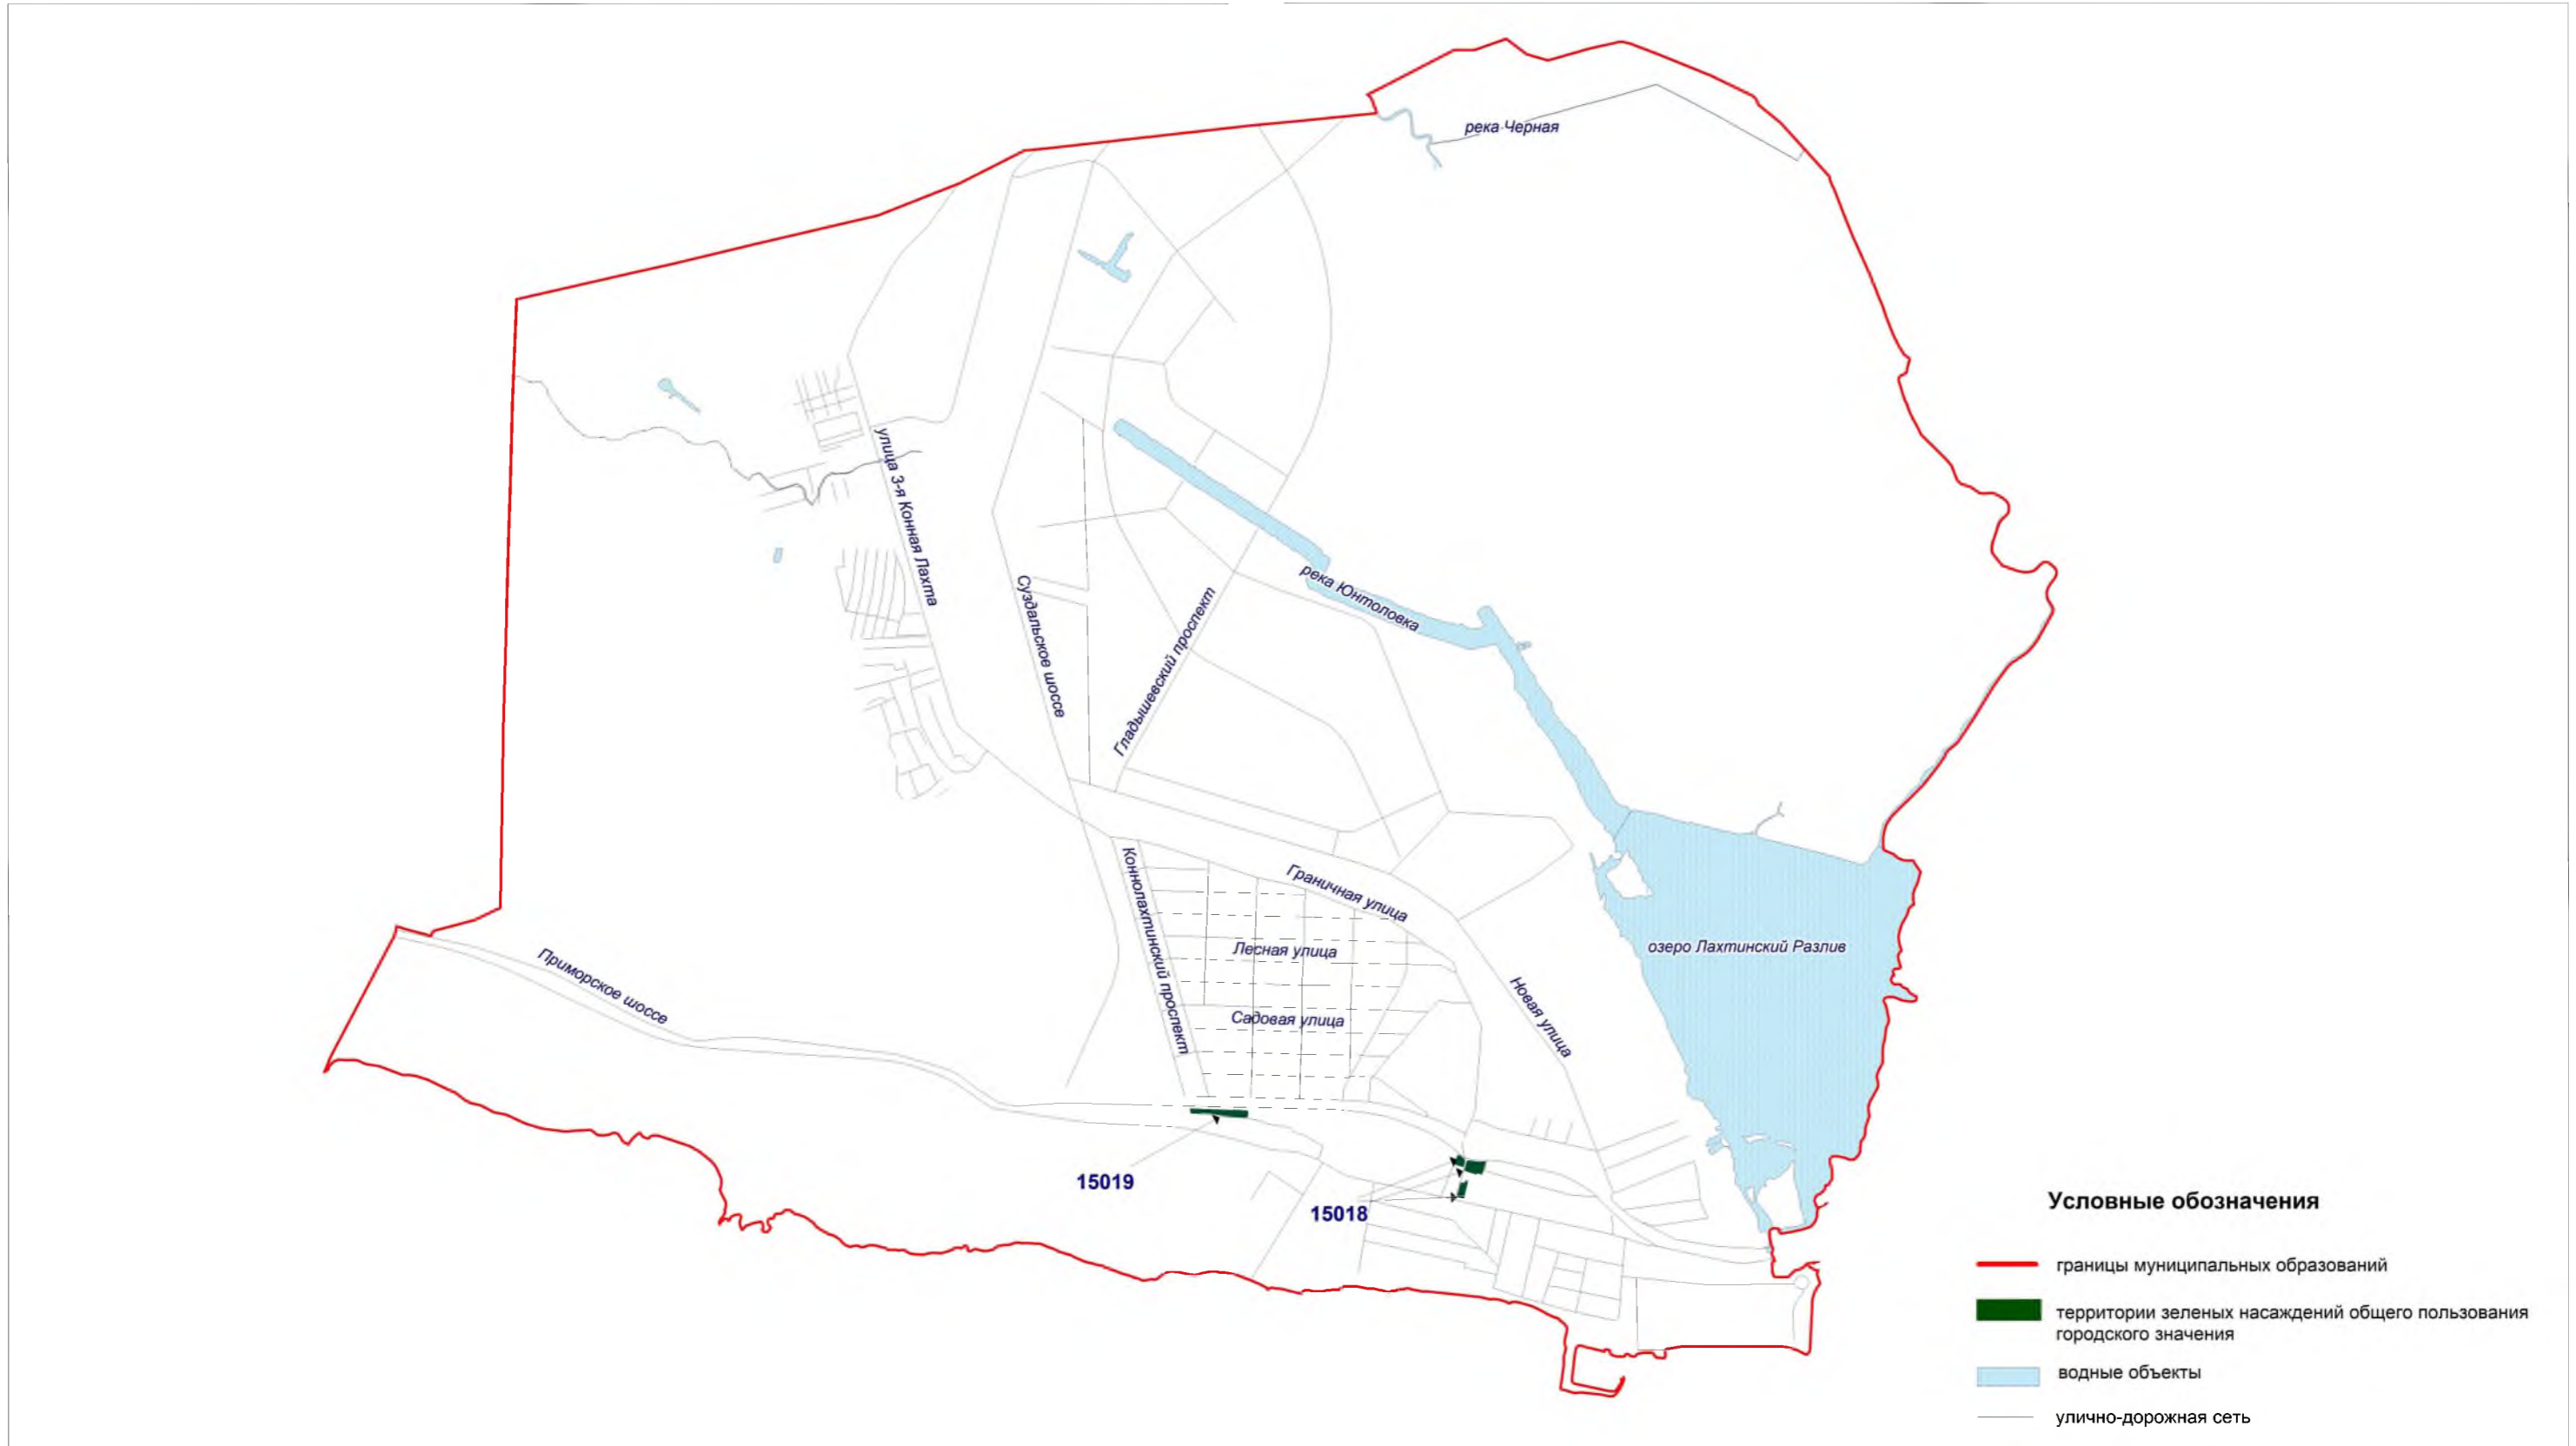 река Черная
улица 3-я Конная Лахта
Суздальское шоссе
Гладышевский проспект
река Юнтоловка
Коннолахтинский проспект
Граничная улица
Лесная улица
озеро Лахтинский Разлив
Приморское шоссе
Новая улица
Садовая улица
15019
15018
Условные обозначения
границы муниципальных образований
территории зеленых насаждений общего пользования
городского значения
водные объекты
улично-дорожная сеть